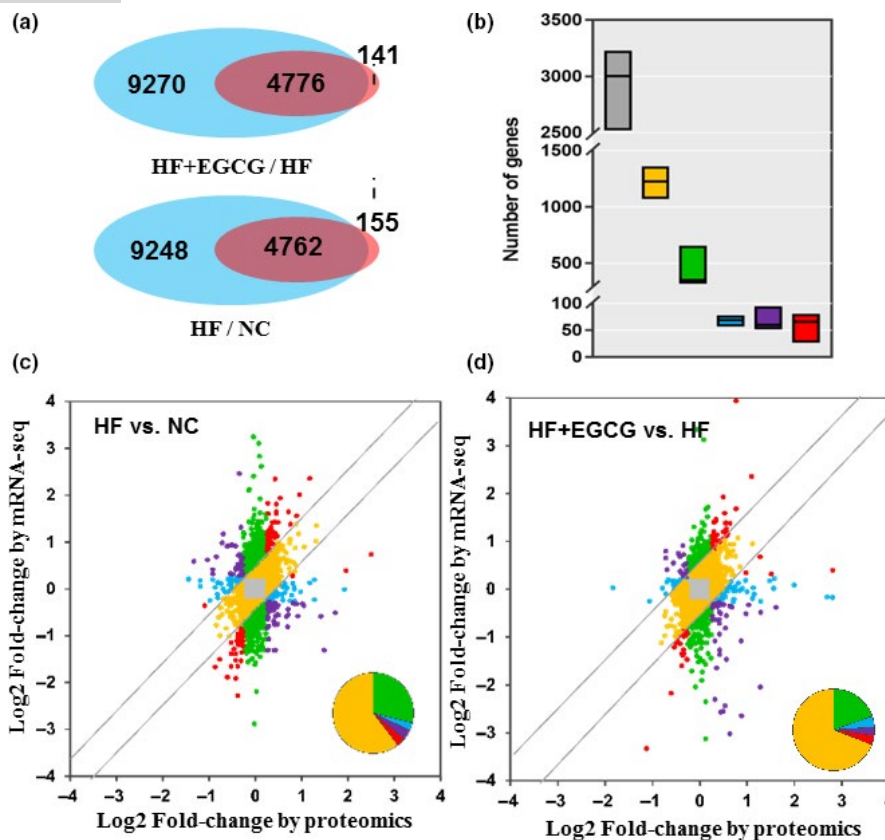 (a)
9270 4776 141
HF+EGCG / HF
9248 4762 155
HF / NC
(b)
Number of genes
3500
3000
2500
1500
1000
500
100
50
0
(c)
HF vs. NC
Log2 Fold-change by mRNA-seq
4
3
2
1
0
−1
−2
−3
−4
−4 −3 −2 −1 0 1 2 3 4
Log2 Fold-change by proteomics
(d)
HF+EGCG vs. HF
Log2 Fold-change by mRNA-seq
4
3
2
1
0
−1
−2
−3
−4
−4 −3 −2 −1 0 1 2 3 4
Log2 Fold-change by proteomics